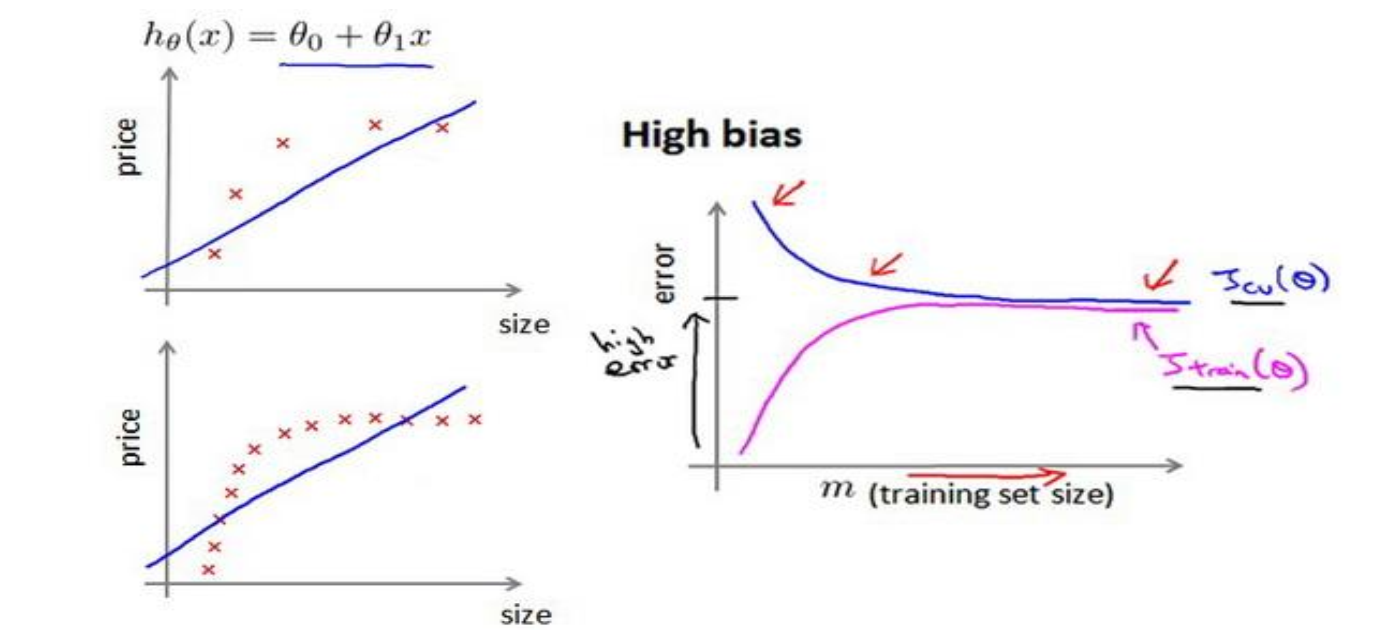 hθ(x) = θ0 + θ1x
price
size
price
size
High bias
error
Jcv(θ)
Jtrain(θ)
m (training set size)